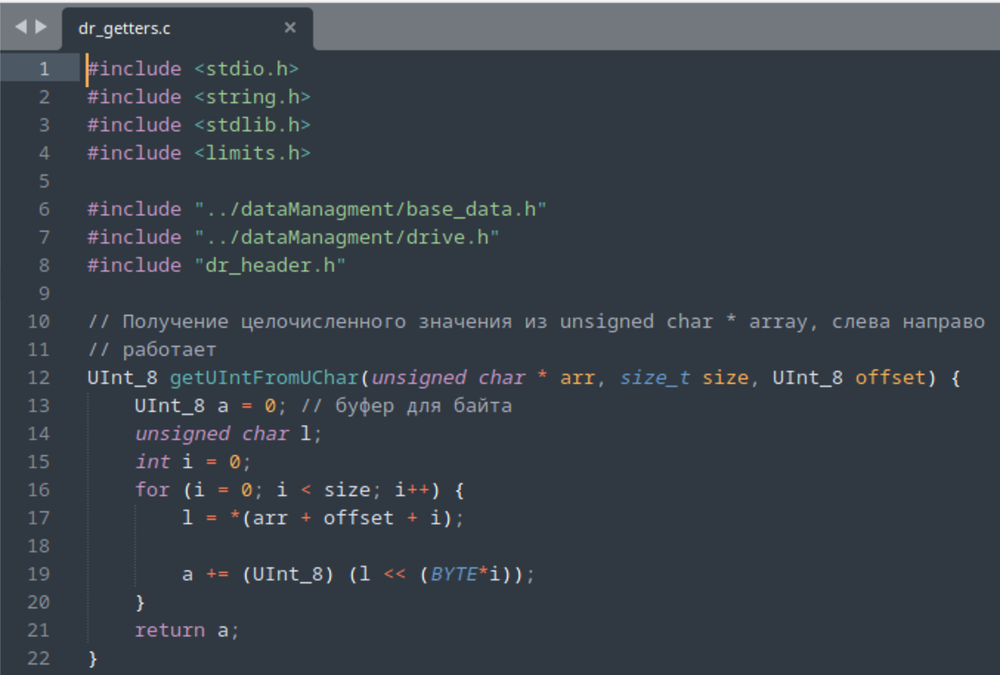 dr_getters.c ×
1 #include <stdio.h>
2 #include <string.h>
3 #include <stdlib.h>
4 #include <limits.h>
5
6 #include "../dataManagment/base_data.h"
7 #include "../dataManagment/drive.h"
8 #include "dr_header.h"
9
10 // Получение целочисленного значения из unsigned char * array, слева направо
11 // работает
12 UInt_8 getUIntFromUChar(unsigned char * arr, size_t size, UInt_8 offset) {
13     UInt_8 a = 0; // буфер для байта
14     unsigned char l;
15     int i = 0;
16     for (i = 0; i < size; i++) {
17         l = *(arr + offset + i);
18
19         a += (UInt_8) (l << (BYTE*i));
20     }
21     return a;
22 }